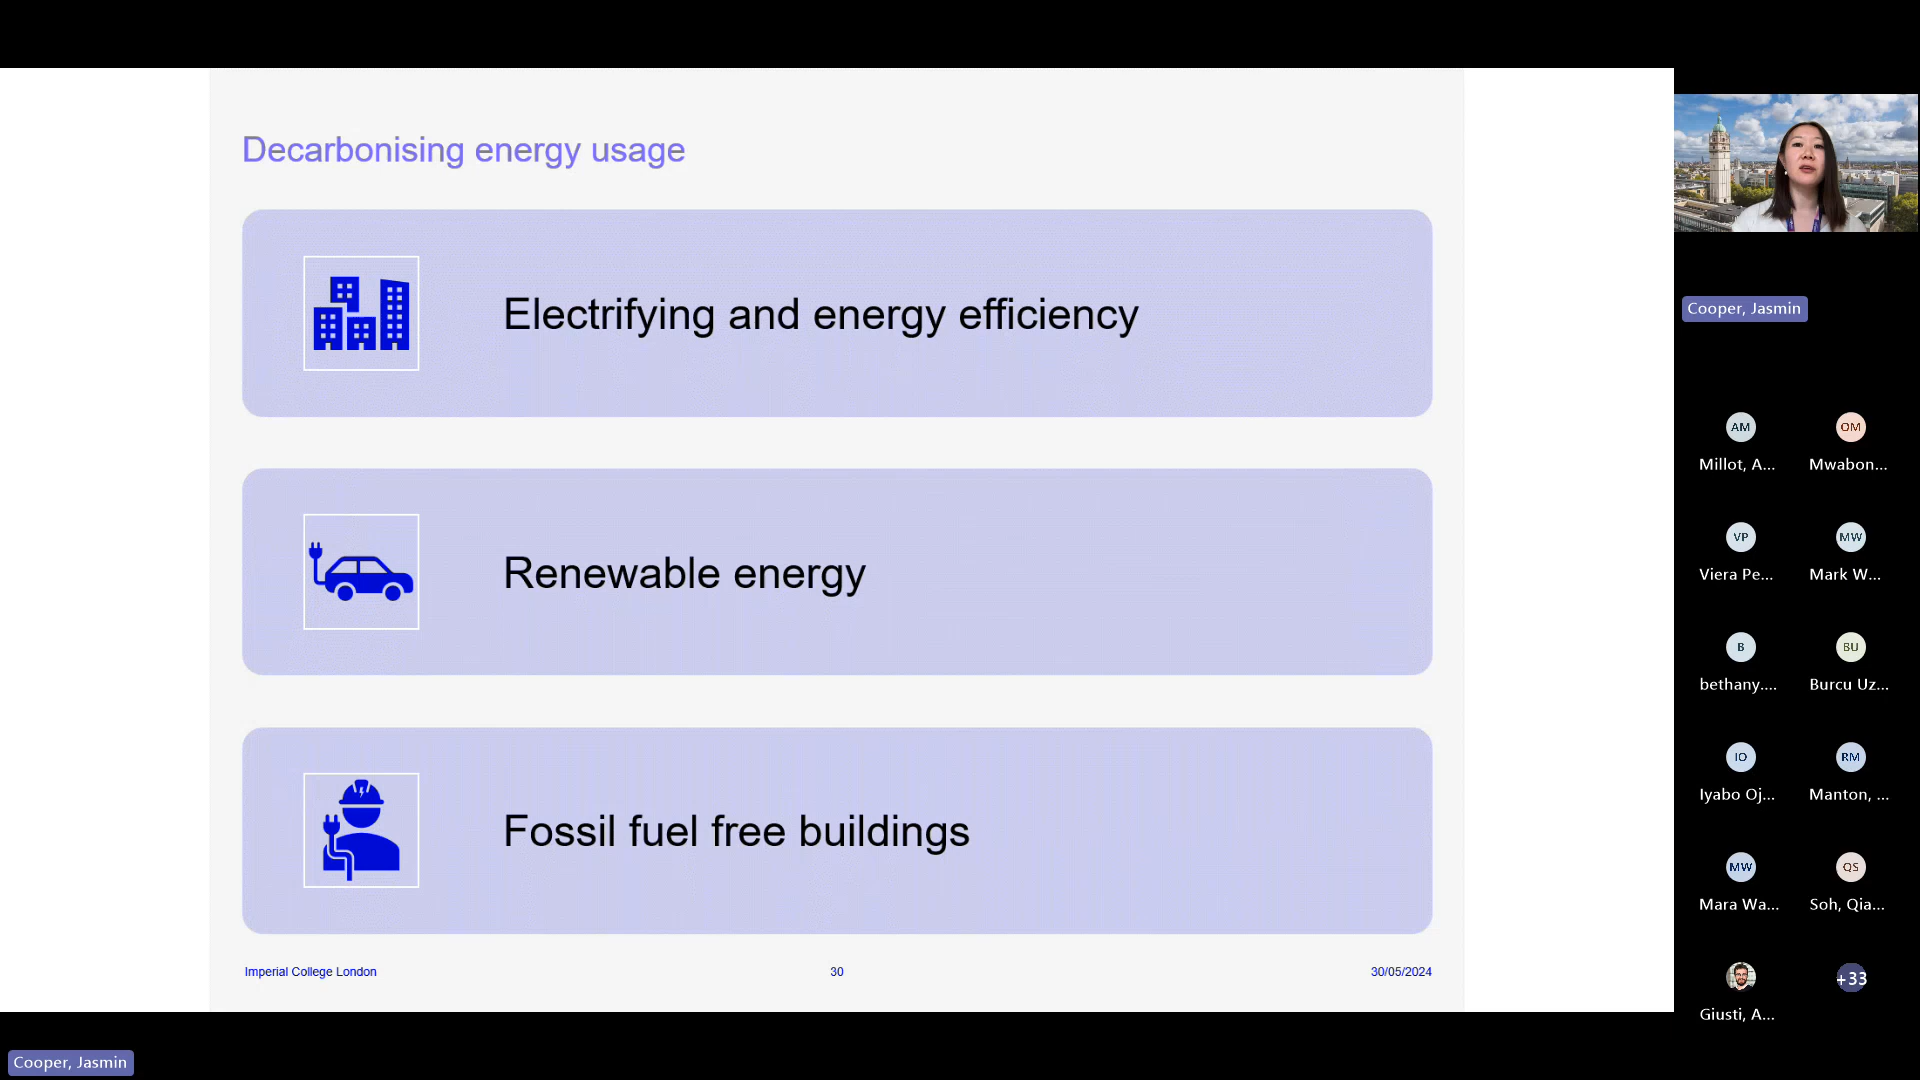 Decarbonising energy usage
Electrifying and energy efficiency
Renewable energy
Fossil fuel free buildings
Imperial College London
30
30/05/2024
Cooper, Jasmin
Cooper, Jasmin
AM
OM
Millot, A...
Mwabon...
VP
MW
Viera Pe...
Mark W...
B
BU
bethany....
Burcu Uz...
IO
RM
Iyabo Oj...
Manton, ...
MW
QS
Mara Wa...
Soh, Qia...
+33
Giusti, A...